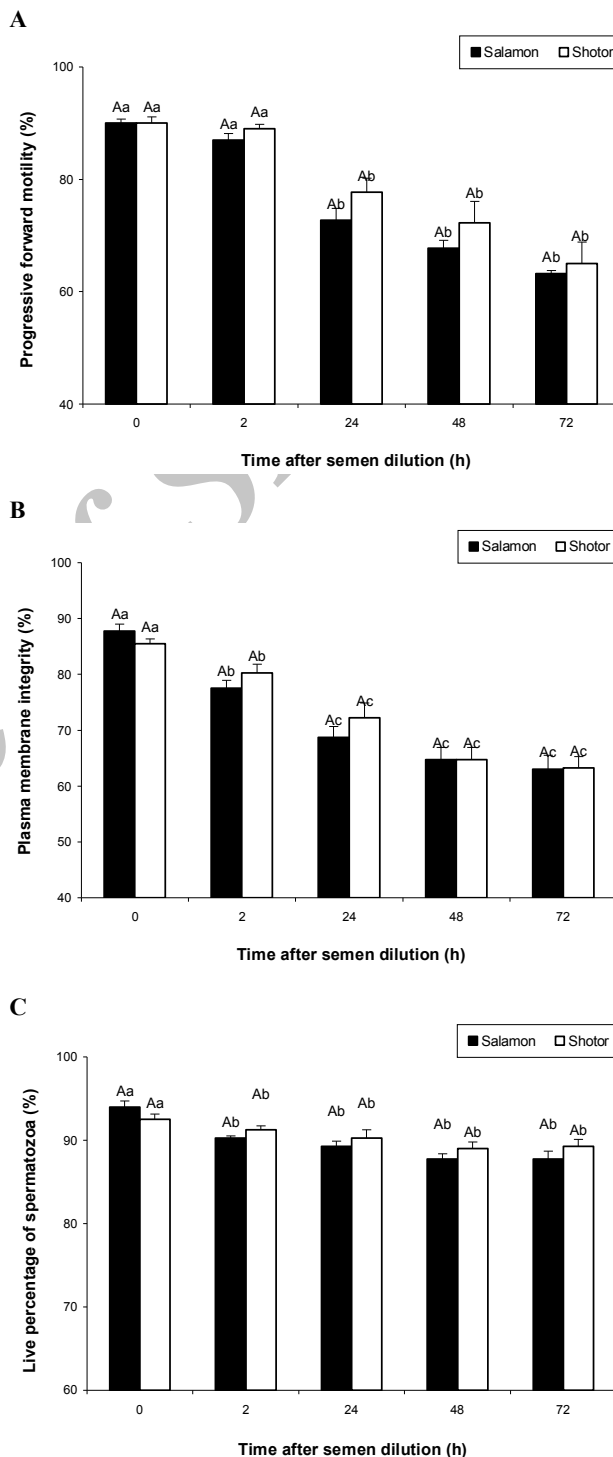 A
Salamon Shotor
Progressive forward motility (%)
100
80
60
40
Aa Aa
Aa Aa
Ab Ab
Ab Ab
Ab Ab
0 2 24 48 72
Time after semen dilution (h)
B
Salamon Shotor
Plasma membrane integrity (%)
100
90
80
70
60
50
40
Aa Aa
Ab Ab
Ac Ac
Ac Ac
Ac Ac
0 2 24 48 72
Time after semen dilution (h)
C
Salamon Shotor
Live percentage of spermatozoa (%)
100
90
80
70
60
Aa Aa
Ab Ab
Ab Ab
Ab Ab
Ab Ab
0 2 24 48 72
Time after semen dilution (h)